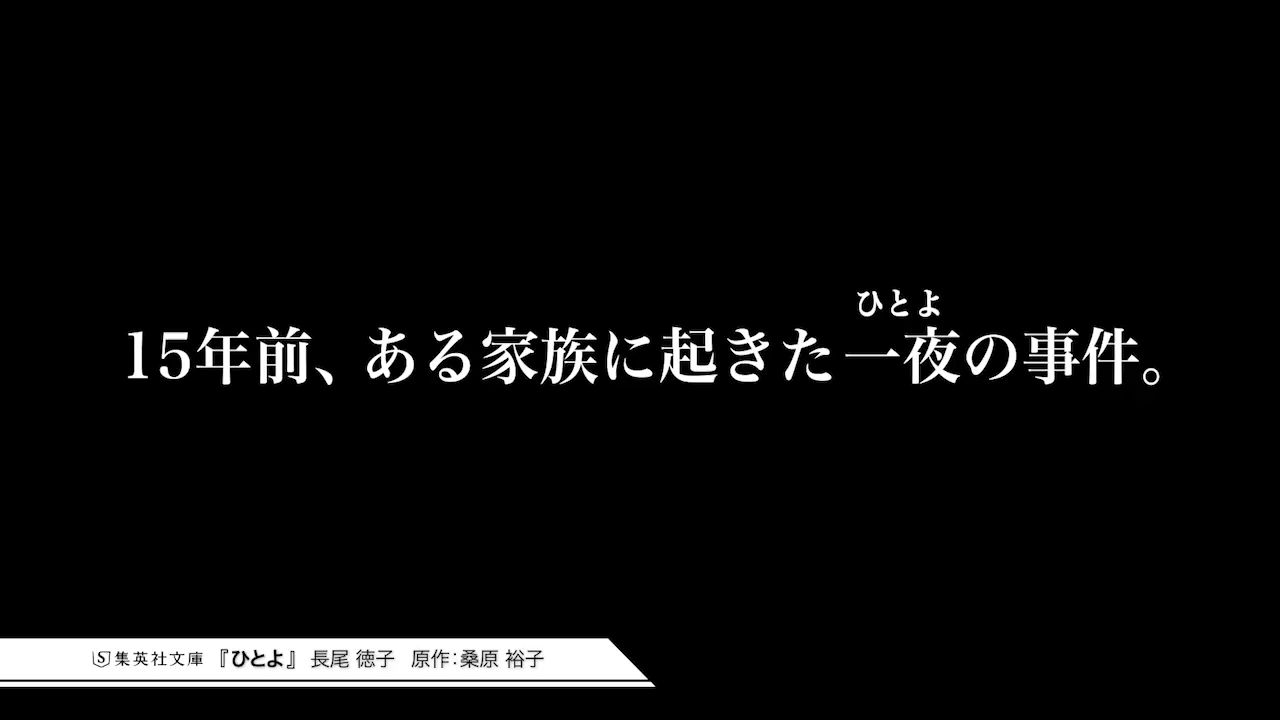 ひとよ
15年前、ある家族に起きた一夜の事件。
集英社文庫 『ひとよ』 長尾 徳子 原作:桑原 裕子